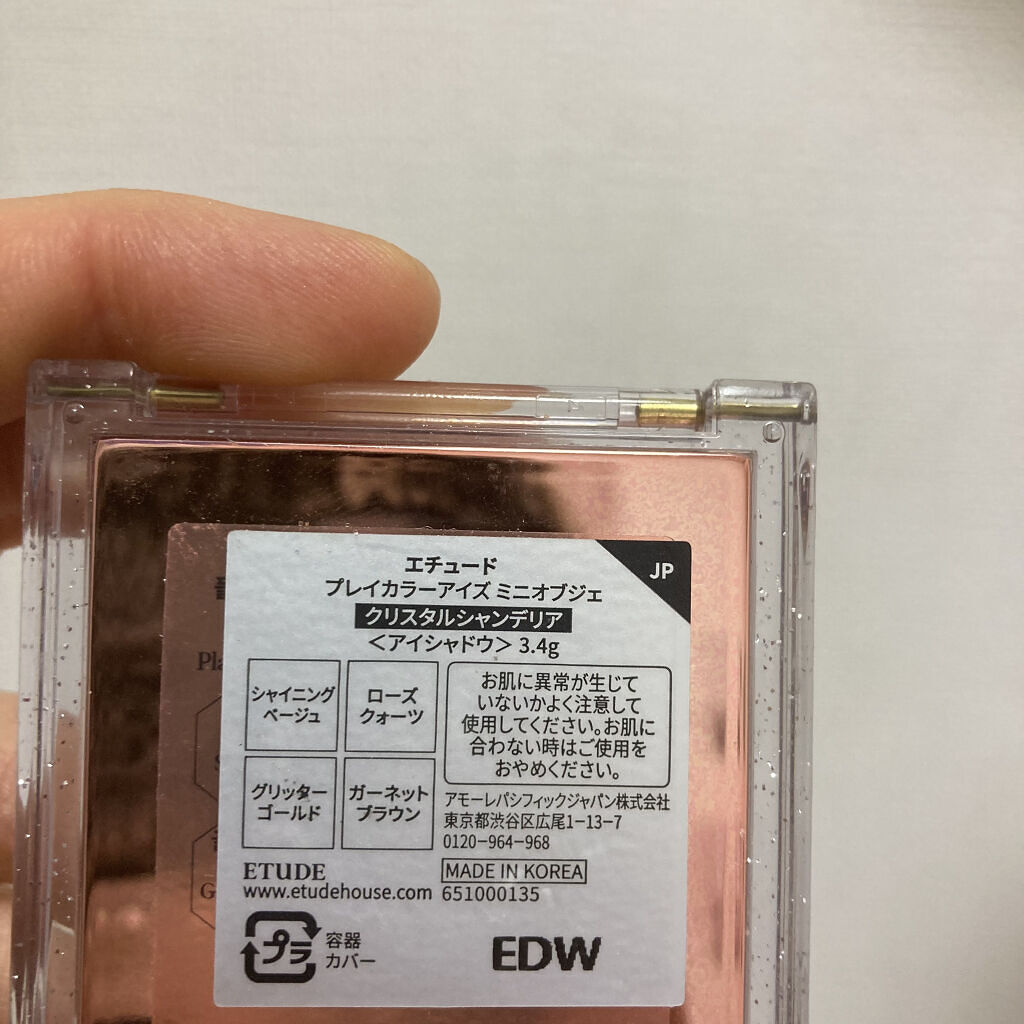 エチュード
プレイカラーアイズ ミニオブジェ
クリスタルシャンデリア
＜アイシャドウ＞ 3.4g
JP
シャイニング
ベージュ
ローズ
クォーツ
グリッター
ゴールド
ガーネット
ブラウン
お肌に異常が生じて
いないかよく注意して
使用してください。お肌に
合わない時はご使用を
おやめください。
アモーレパシフィックジャパン株式会社
東京都渋谷区広尾1-13-7
0120-964-968
ETUDE
www.etudehouse.com
MADE IN KOREA
651000135
プラ
容器
カバー
EDW